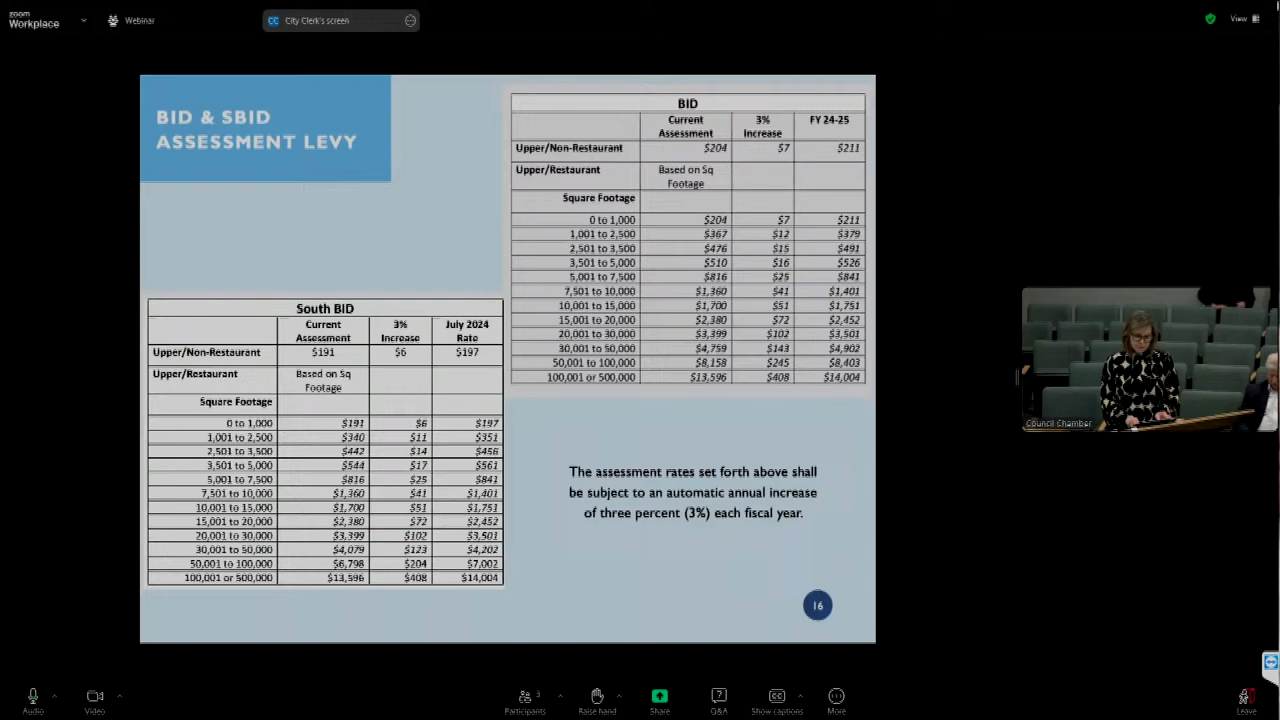 zoom
Workplace
Webinar
CC City Clerk's screen
View
BID & SBID
ASSESSMENT LEVY
BID
Current Assessment 3% Increase FY 24-25
Upper/Non-Restaurant $204 $7 $211
Upper/Restaurant Based on Sq Footage
Square Footage
0 to 1,000 $204 $7 $211
1,001 to 2,500 $367 $12 $379
2,501 to 3,500 $476 $15 $491
3,501 to 5,000 $510 $16 $526
5,001 to 7,500 $816 $25 $841
7,501 to 10,000 $1,360 $41 $1,401
10,001 to 15,000 $1,700 $51 $1,751
15,001 to 20,000 $2,380 $72 $2,452
20,001 to 30,000 $3,399 $102 $3,501
30,001 to 50,000 $4,759 $143 $4,902
50,001 to 100,000 $8,158 $245 $8,403
100,001 or 500,000 $13,596 $408 $14,004
South BID
Current Assessment 3% Increase July 2024 Rate
Upper/Non-Restaurant $191 $6 $197
Upper/Restaurant Based on Sq Footage
Square Footage
0 to 1,000 $191 $6 $197
1,001 to 2,500 $340 $11 $351
2,501 to 3,500 $442 $14 $456
3,501 to 5,000 $544 $17 $561
5,001 to 7,500 $816 $25 $841
7,501 to 10,000 $1,360 $41 $1,401
10,001 to 15,000 $1,700 $51 $1,751
15,001 to 20,000 $2,380 $72 $2,452
20,001 to 30,000 $3,399 $102 $3,501
30,001 to 50,000 $4,079 $123 $4,202
50,001 to 100,000 $6,798 $204 $7,002
100,001 or 500,000 $13,596 $408 $14,004
The assessment rates set forth above shall
be subject to an automatic annual increase
of three percent (3%) each fiscal year.
16
Council Chamber
Audio
Video
Participants 3
Raise hand
Share
Q&A
CC Show captions
More
Leave